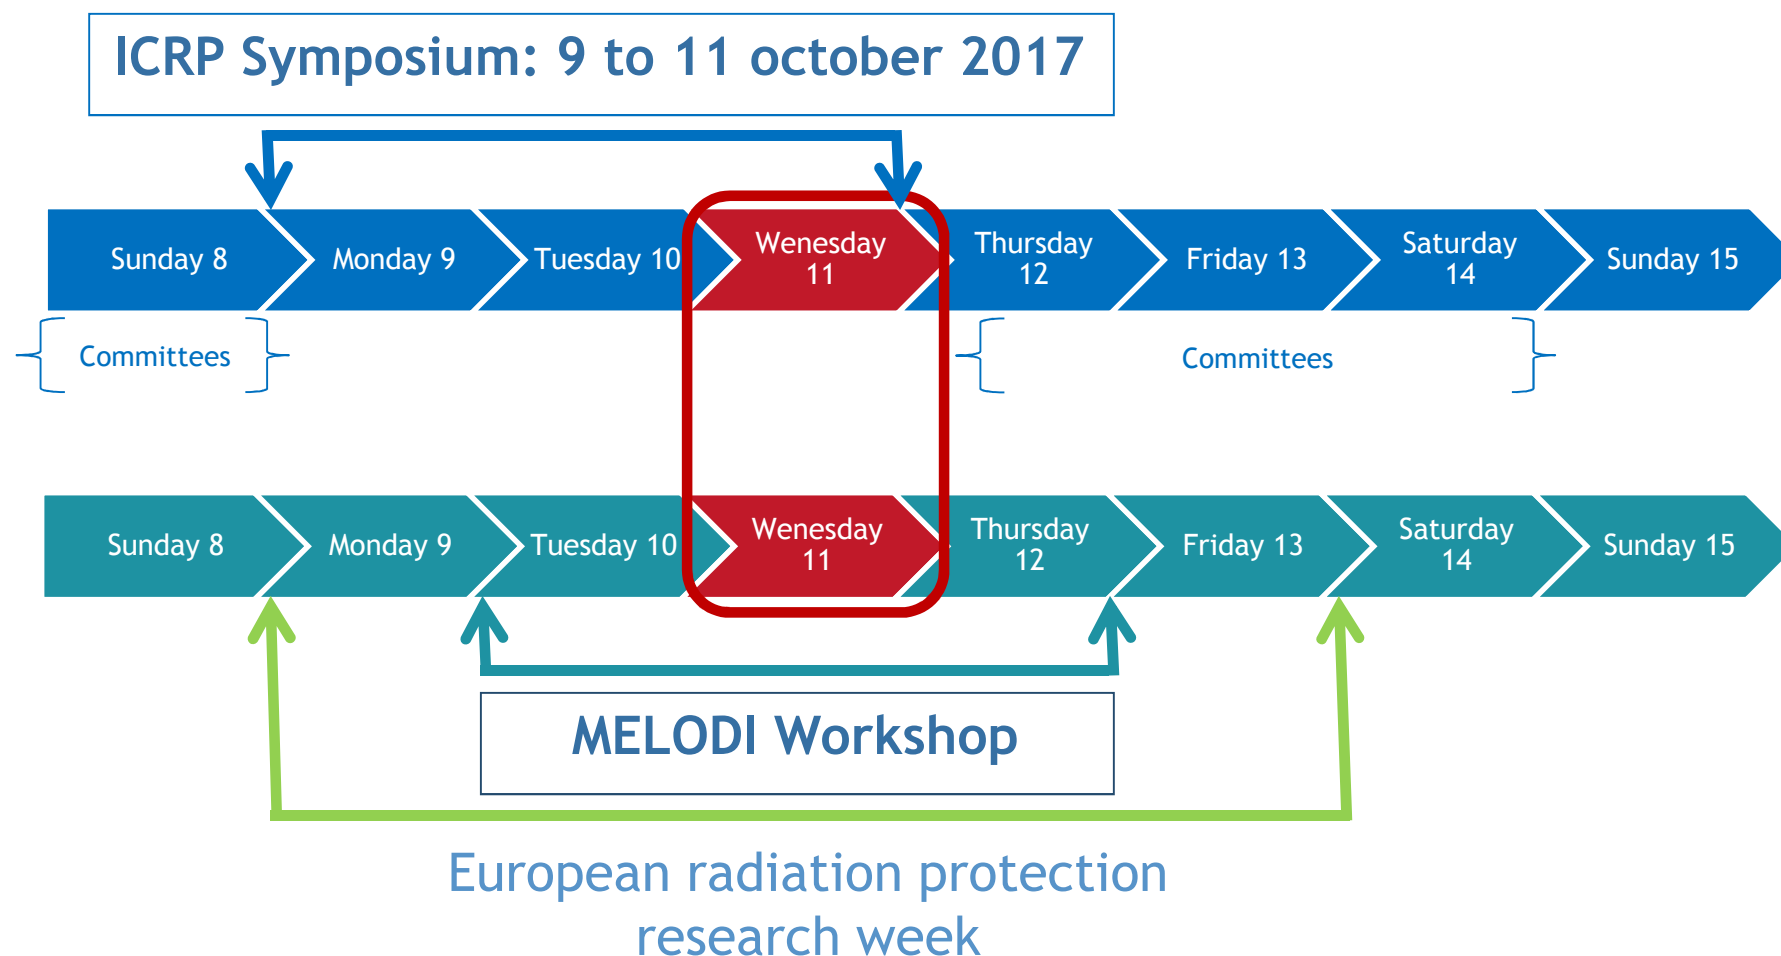 ICRP Symposium: 9 to 11 october 2017
Sunday 8
Monday 9
Tuesday 10
Wenesday
11
Thursday
12
Friday 13
Saturday
14
Sunday 15
Committees
Committees
Sunday 8
Monday 9
Tuesday 10
Wenesday
11
Thursday
12
Friday 13
Saturday
14
Sunday 15
MELODI Workshop
European radiation protection
research week